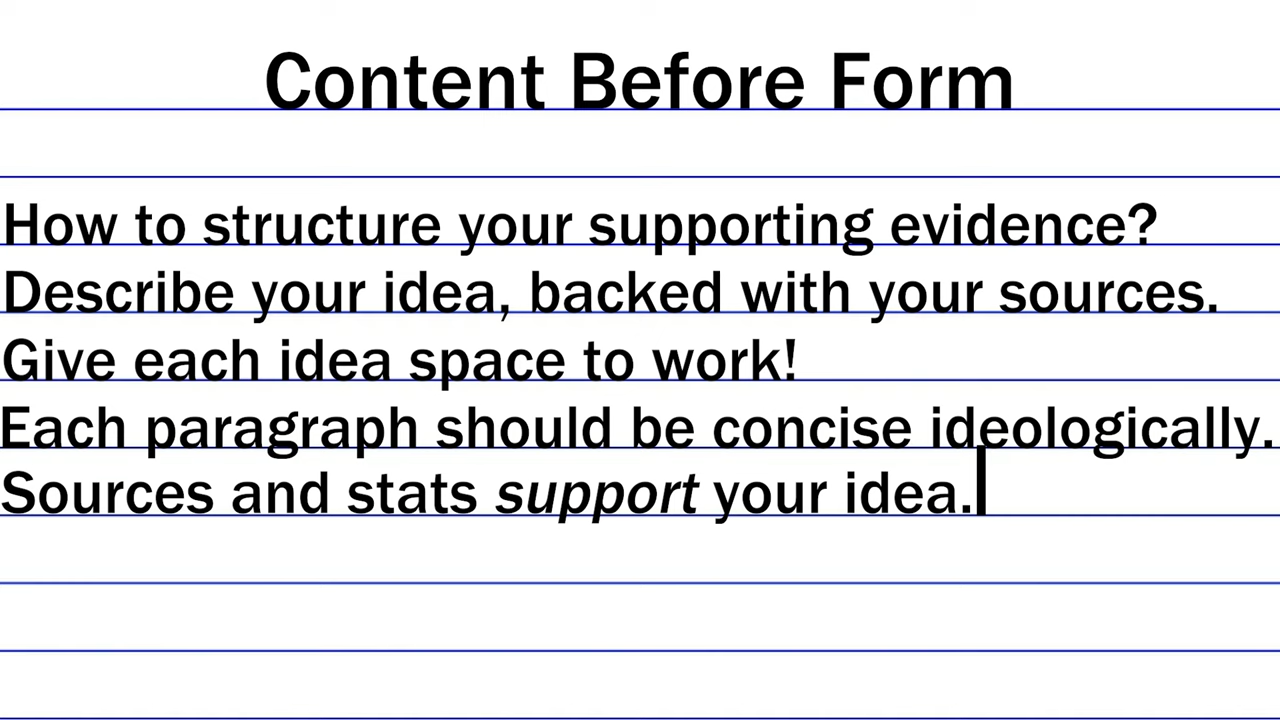 Content Before Form
How to structure your supporting evidence?
Describe your idea, backed with your sources.
Give each idea space to work!
Each paragraph should be concise ideologically.
Sources and stats support your idea.